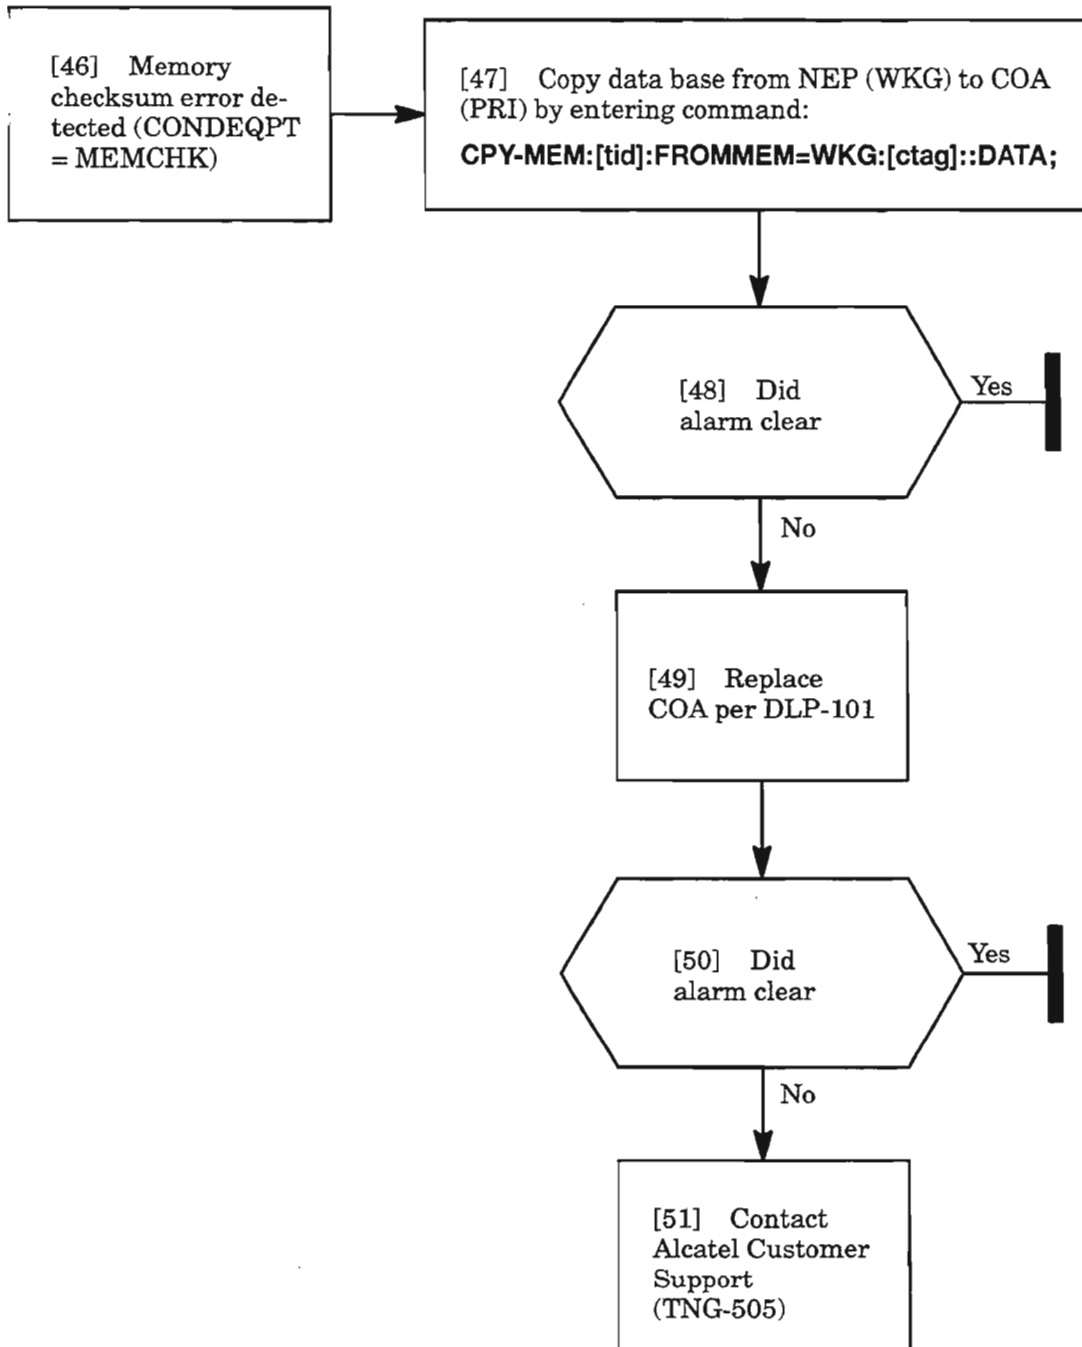 [46] Memory
checksum error de-
tected (CONDEQPT
= MEMCHK)
[47] Copy data base from NEP (WKG) to COA
(PRI) by entering command:
CPY-MEM:[tid]:FROMMEM=WKG:[ctag]::DATA;
[48] Did
alarm clear
Yes
No
[49] Replace
COA per DLP-101
[50] Did
alarm clear
Yes
No
[51] Contact
Alcatel Customer
Support
(TNG-505)